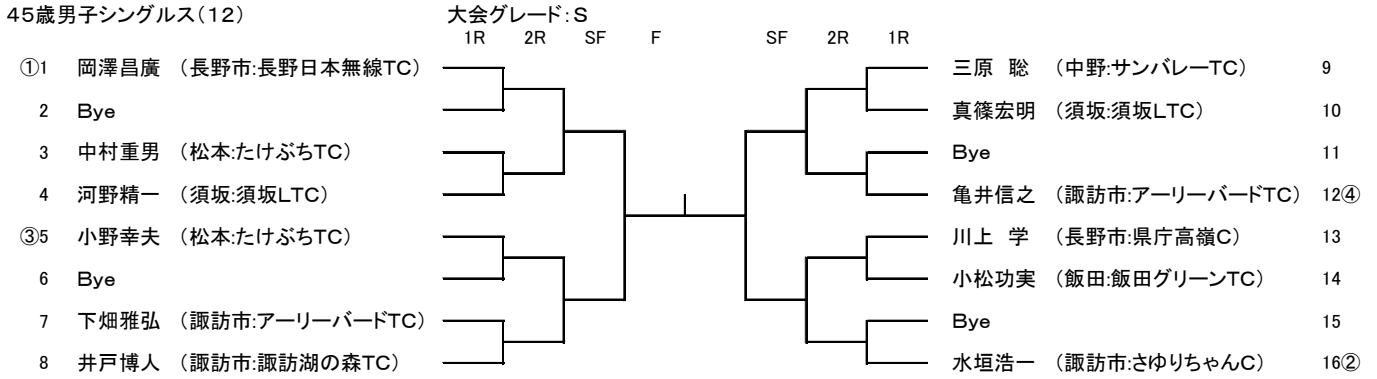 45歳男子シングルス(12) 大会グレード:S
1R 2R SF F SF 2R 1R
①1 岡澤昌廣 (長野市:長野日本無線TC) 三原 聡 (中野:サンバレーTC) 9
2 Bye 真篠宏明 (須坂:須坂LTC) 10
3 中村重男 (松本:たけぶちTC) Bye 11
4 河野精一 (須坂:須坂LTC) 亀井信之 (諏訪市:アーリーバードTC) 12④
③5 小野幸夫 (松本:たけぶちTC) 川上 学 (長野市:県庁高嶺C) 13
6 Bye 小松功実 (飯田:飯田グリーンTC) 14
7 下畑雅弘 (諏訪市:アーリーバードTC) Bye 15
8 井戸博人 (諏訪市:諏訪湖の森TC) 水垣浩一 (諏訪市:さゆりちゃんC) 16②